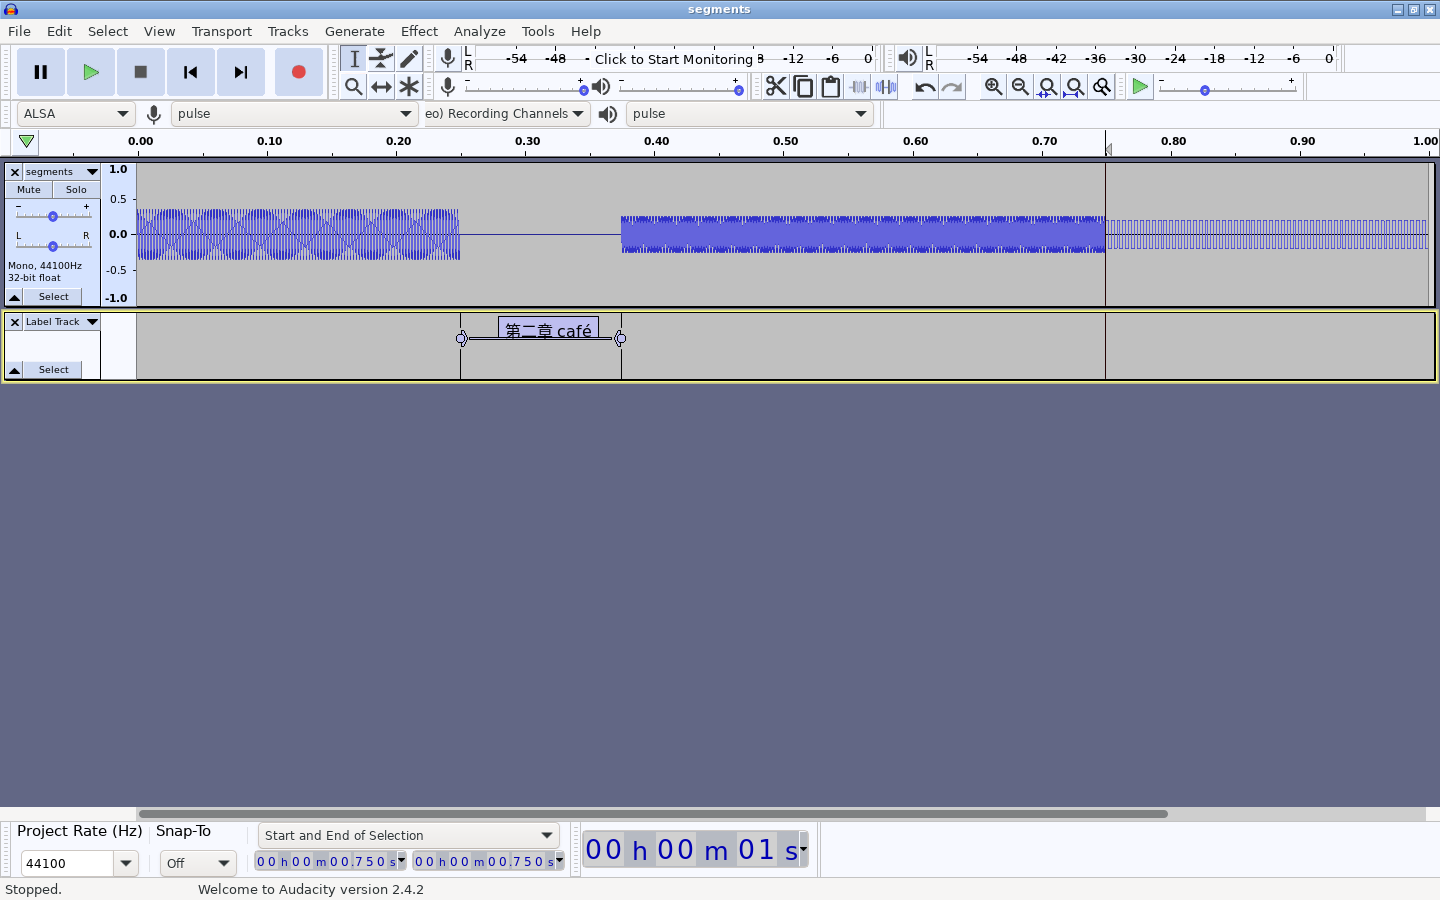 segments
File Edit Select View Transport Tracks Generate Effect Analyze Tools Help
L R -54 -48 - Click to Start Monitoring -12 -6 0 L R -54 -48 -42 -36 -30 -24 -18 -12 -6 0
- + - + - +
ALSA pulse eo) Recording Channels pulse
0.00 0.10 0.20 0.30 0.40 0.50 0.60 0.70 0.80 0.90 1.00
segments
Mute Solo
- +
L R
Mono, 44100Hz
32-bit float
Select
1.0
0.5
0.0
-0.5
-1.0
Label Track
第二章 café
Select
Project Rate (Hz) Snap-To Start and End of Selection
44100 Off 00 h 00 m 00.750 s 00 h 00 m 00.750 s 00 h 00 m 01 s
Stopped. Welcome to Audacity version 2.4.2